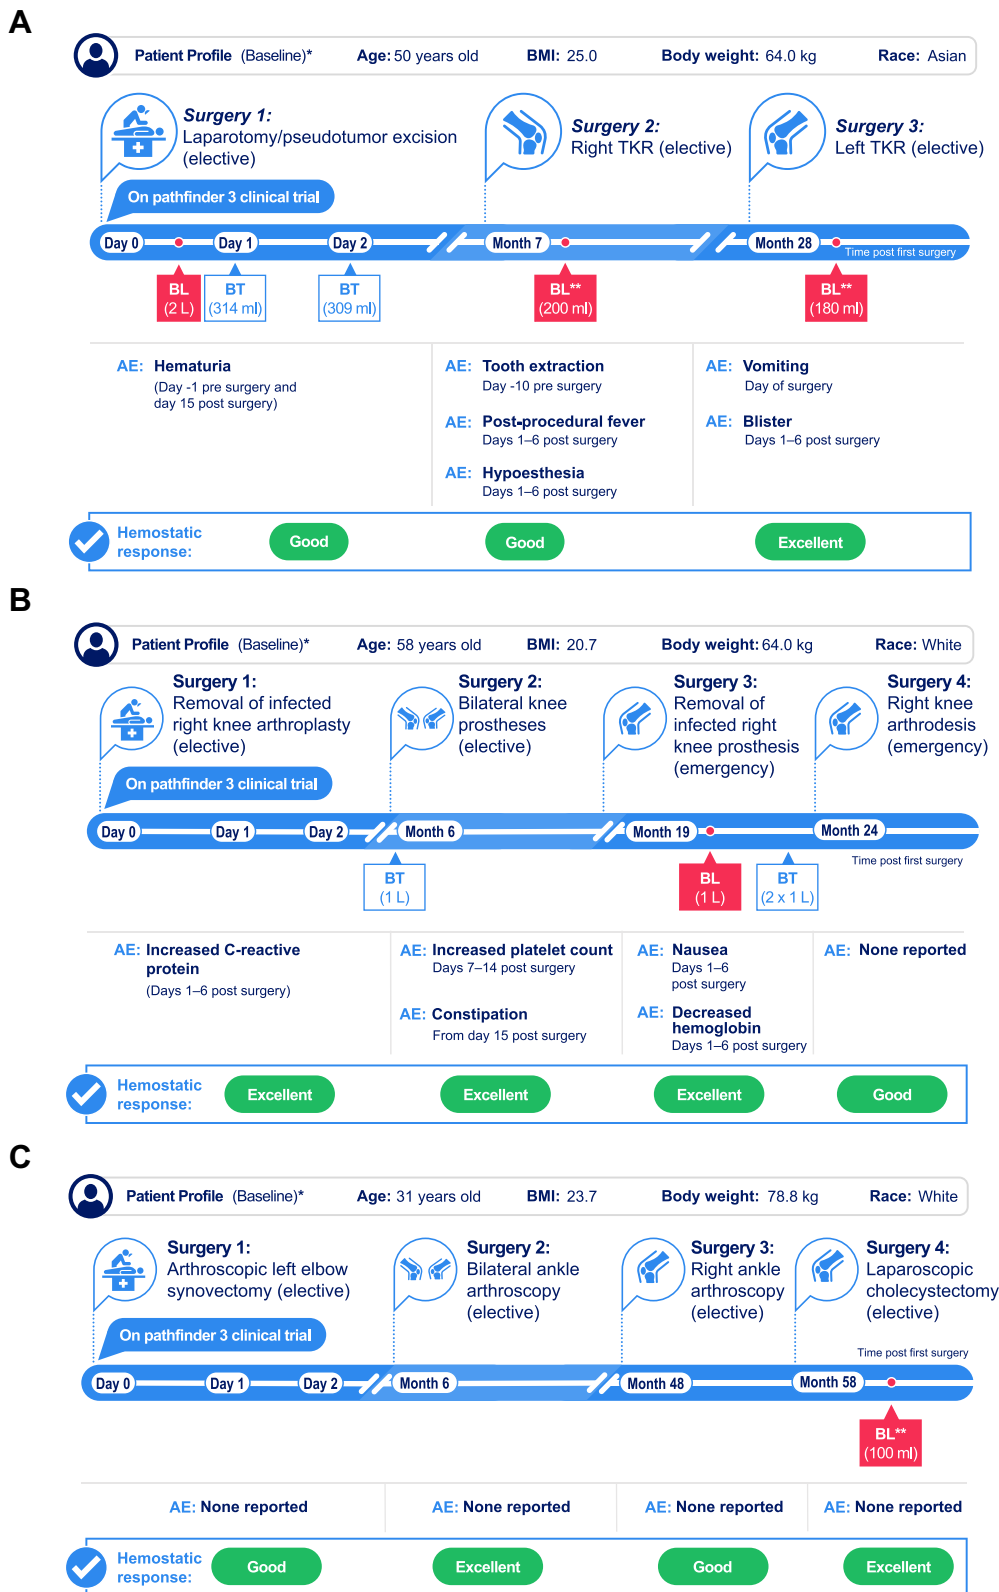 A
Patient Profile (Baseline)* Age: 50 years old BMI: 25.0 Body weight: 64.0 kg Race: Asian
Surgery 1:
Laparotomy/pseudotumor excision
(elective)
Surgery 2:
Right TKR (elective)
Surgery 3:
Left TKR (elective)
On pathfinder 3 clinical trial
Day 0 Day 1 Day 2 Month 7 Month 28
Time post first surgery
BL
(2 L)
BT
(314 ml)
BT
(309 ml)
BL**
(200 ml)
BL**
(180 ml)
AE: Hematuria
(Day -1 pre surgery and
day 15 post surgery)
AE: Tooth extraction
Day -10 pre surgery
AE: Post-procedural fever
Days 1–6 post surgery
AE: Hypoesthesia
Days 1–6 post surgery
AE: Vomiting
Day of surgery
AE: Blister
Days 1–6 post surgery
Hemostatic
response:
Good Good Excellent
B
Patient Profile (Baseline)* Age: 58 years old BMI: 20.7 Body weight: 64.0 kg Race: White
Surgery 1:
Removal of infected
right knee arthroplasty
(elective)
Surgery 2:
Bilateral knee
prostheses
(elective)
Surgery 3:
Removal of
infected right
knee prosthesis
(emergency)
Surgery 4:
Right knee
arthrodesis
(emergency)
On pathfinder 3 clinical trial
Day 0 Day 1 Day 2 Month 6 Month 19 Month 24
Time post first surgery
BT
(1 L)
BL
(1 L)
BT
(2 x 1 L)
AE: Increased C-reactive
protein
(Days 1–6 post surgery)
AE: Increased platelet count
Days 7–14 post surgery
AE: Constipation
From day 15 post surgery
AE: Nausea
Days 1–6
post surgery
AE: Decreased
hemoglobin
Days 1–6 post surgery
AE: None reported
Hemostatic
response:
Excellent Excellent Excellent Good
C
Patient Profile (Baseline)* Age: 31 years old BMI: 23.7 Body weight: 78.8 kg Race: White
Surgery 1:
Arthroscopic left elbow
synovectomy (elective)
Surgery 2:
Bilateral ankle
arthroscopy
(elective)
Surgery 3:
Right ankle
arthroscopy
(elective)
Surgery 4:
Laparoscopic
cholecystectomy
(elective)
On pathfinder 3 clinical trial
Time post first surgery
Day 0 Day 1 Day 2 Month 6 Month 48 Month 58
BL**
(100 ml)
AE: None reported AE: None reported AE: None reported AE: None reported
Hemostatic
response:
Good Excellent Good Excellent